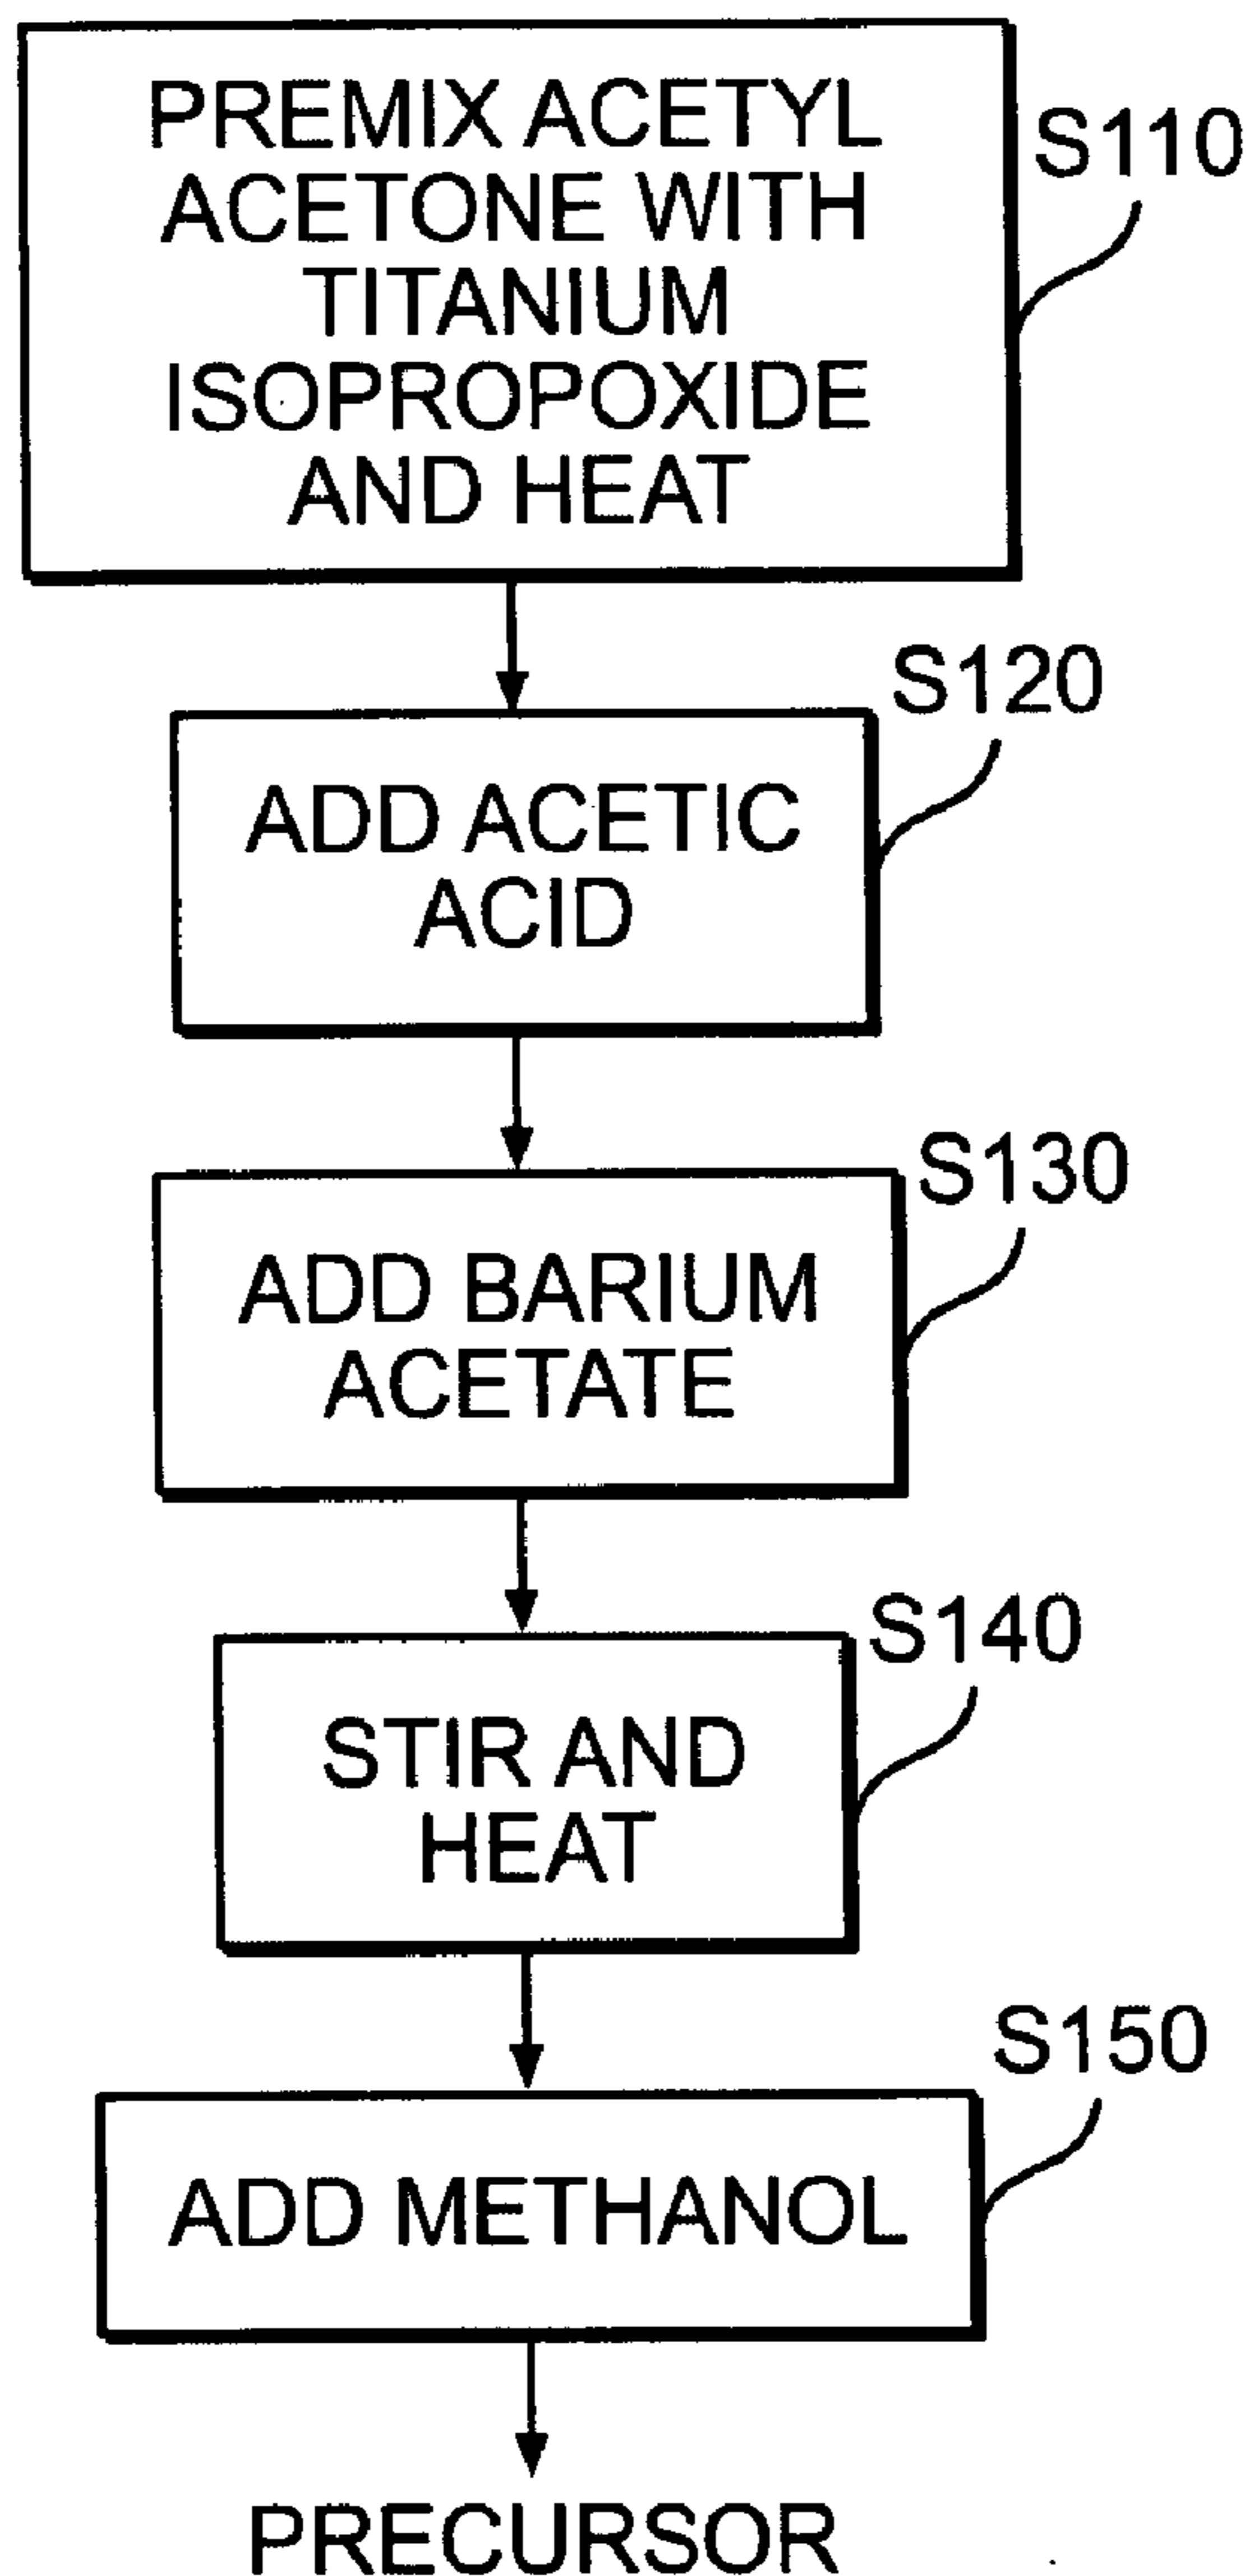 PREMIX ACETYL
ACETONE WITH
TITANIUM
ISOPROPOXIDE
AND HEAT
S110
S120
ADD ACETIC
ACID
S130
ADD BARIUM
ACETATE
S140
STIR AND
HEAT
S150
ADD METHANOL
PRECURSOR